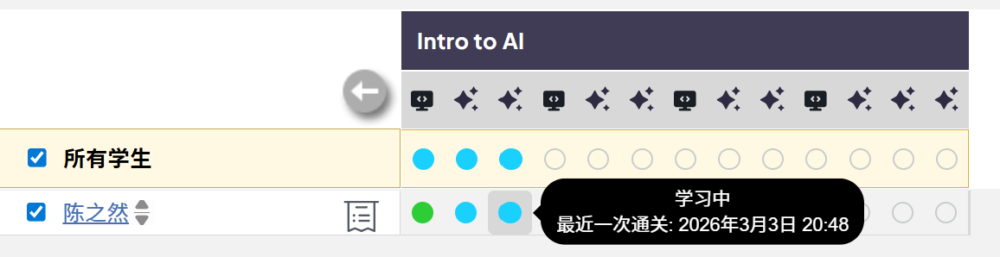 Intro to AI
所有学生
陈之然
学习中
最近一次通关: 2026年3月3日 20:48